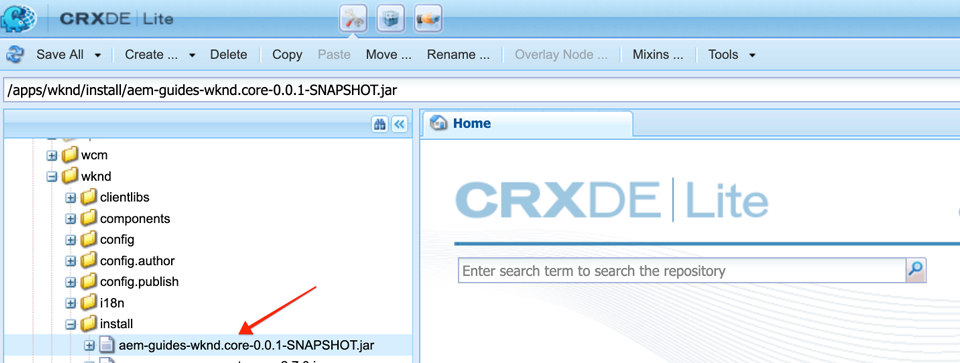 CRXDE | Lite
Save All Create ... Delete Copy Paste Move ... Rename ... Overlay Node ... Mixins ... Tools
/apps/wknd/install/aem-guides-wknd.core-0.0.1-SNAPSHOT.jar
Home
wcm
wknd
clientlibs
components
config
config.author
config.publish
i18n
install
aem-guides-wknd.core-0.0.1-SNAPSHOT.jar
CRXDE | Lite
Enter search term to search the repository